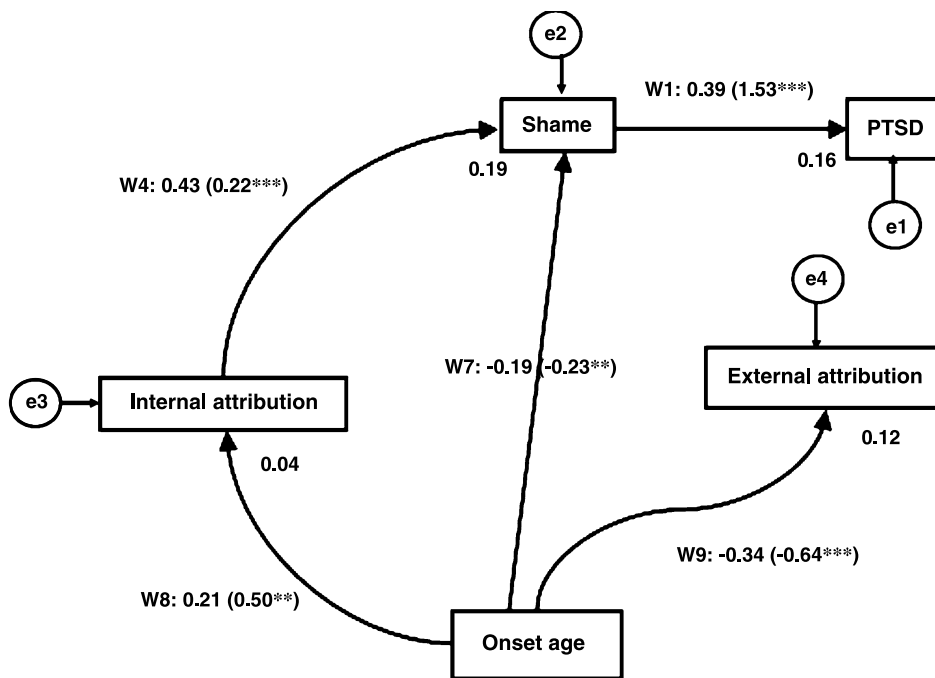 e2
W1: 0.39 (1.53***)
Shame
PTSD
0.19
0.16
W4: 0.43 (0.22***)
e1
e4
W7: -0.19 (-0.23**)
External attribution
e3
Internal attribution
0.12
0.04
W9: -0.34 (-0.64***)
W8: 0.21 (0.50**)
Onset age